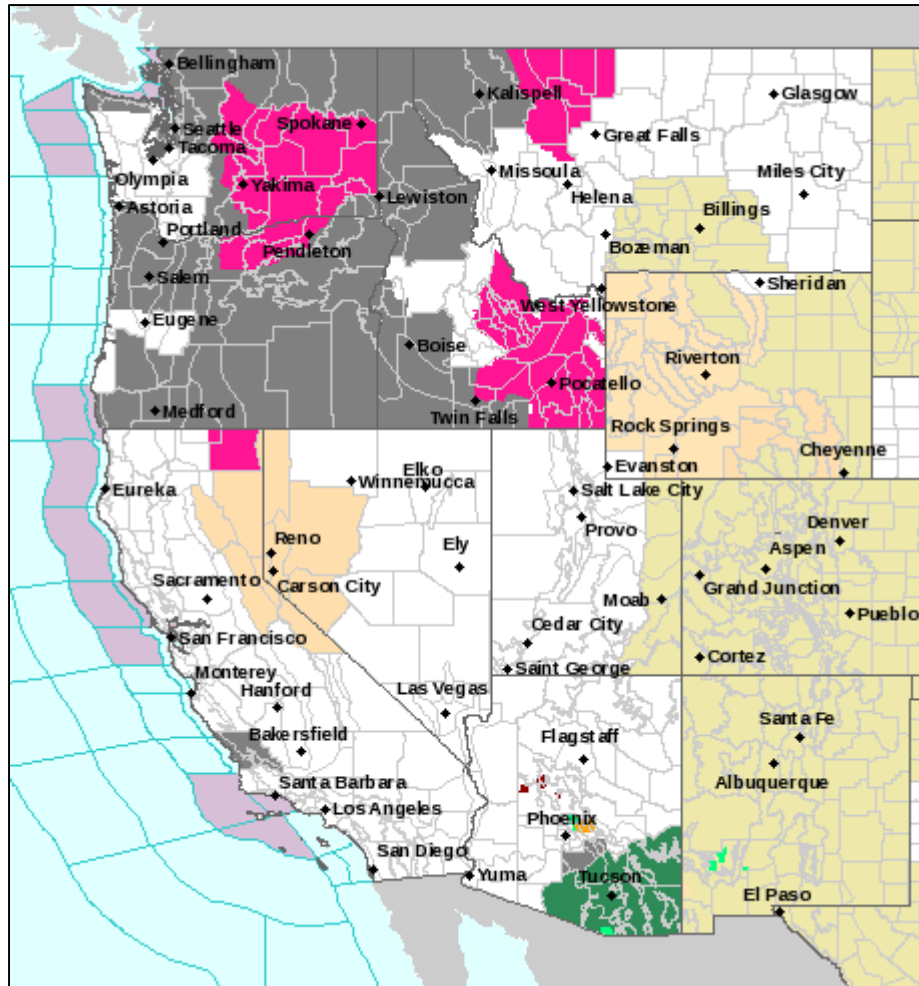 Bellingham
Kalispell
Glasgow
Seattle
Spokane
Tacoma
Great Falls
Olympia
Yakima
Missoula
Miles City
Lewiston
Helena
Astoria
Billings
Portland
Pendleton
Bozeman
Salem
West Yellowstone
Sheridan
Eugene
Boise
Riverton
Pocatello
Medford
Twin Falls
Rock Springs
Cheyenne
Eureka
Elko
Winnemucca
Evanston
Salt Lake City
Provo
Denver
Reno
Ely
Aspen
Sacramento
Carson City
Grand Junction
Moab
Pueblo
Cedar City
San Francisco
Cortez
Monterey
Saint George
Hanford
Las Vegas
Bakersfield
Flagstaff
Santa Fe
Albuquerque
Santa Barbara
Los Angeles
Phoenix
San Diego
Yuma
Tucson
El Paso